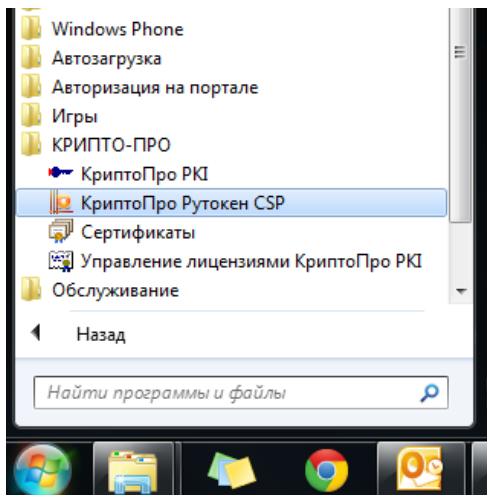 Windows Phone
Автозагрузка
Авторизация на портале
Игры
КРИПТО-ПРО
КриптоПро PKI
КриптоПро Рутокен CSP
Сертификаты
Управление лицензиями КриптоПро PKI
Обслуживание
Назад
Найти программы и файлы